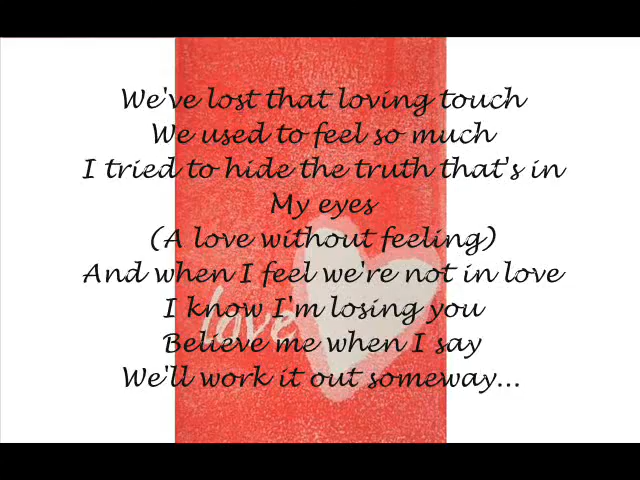 We've lost that loving touch
We used to feel so much
I tried to hide the truth that's in
My eyes
(A love without feeling)
And when I feel we're not in love
I know I'm losing you
love
Believe me when I say
We'll work it out someway...